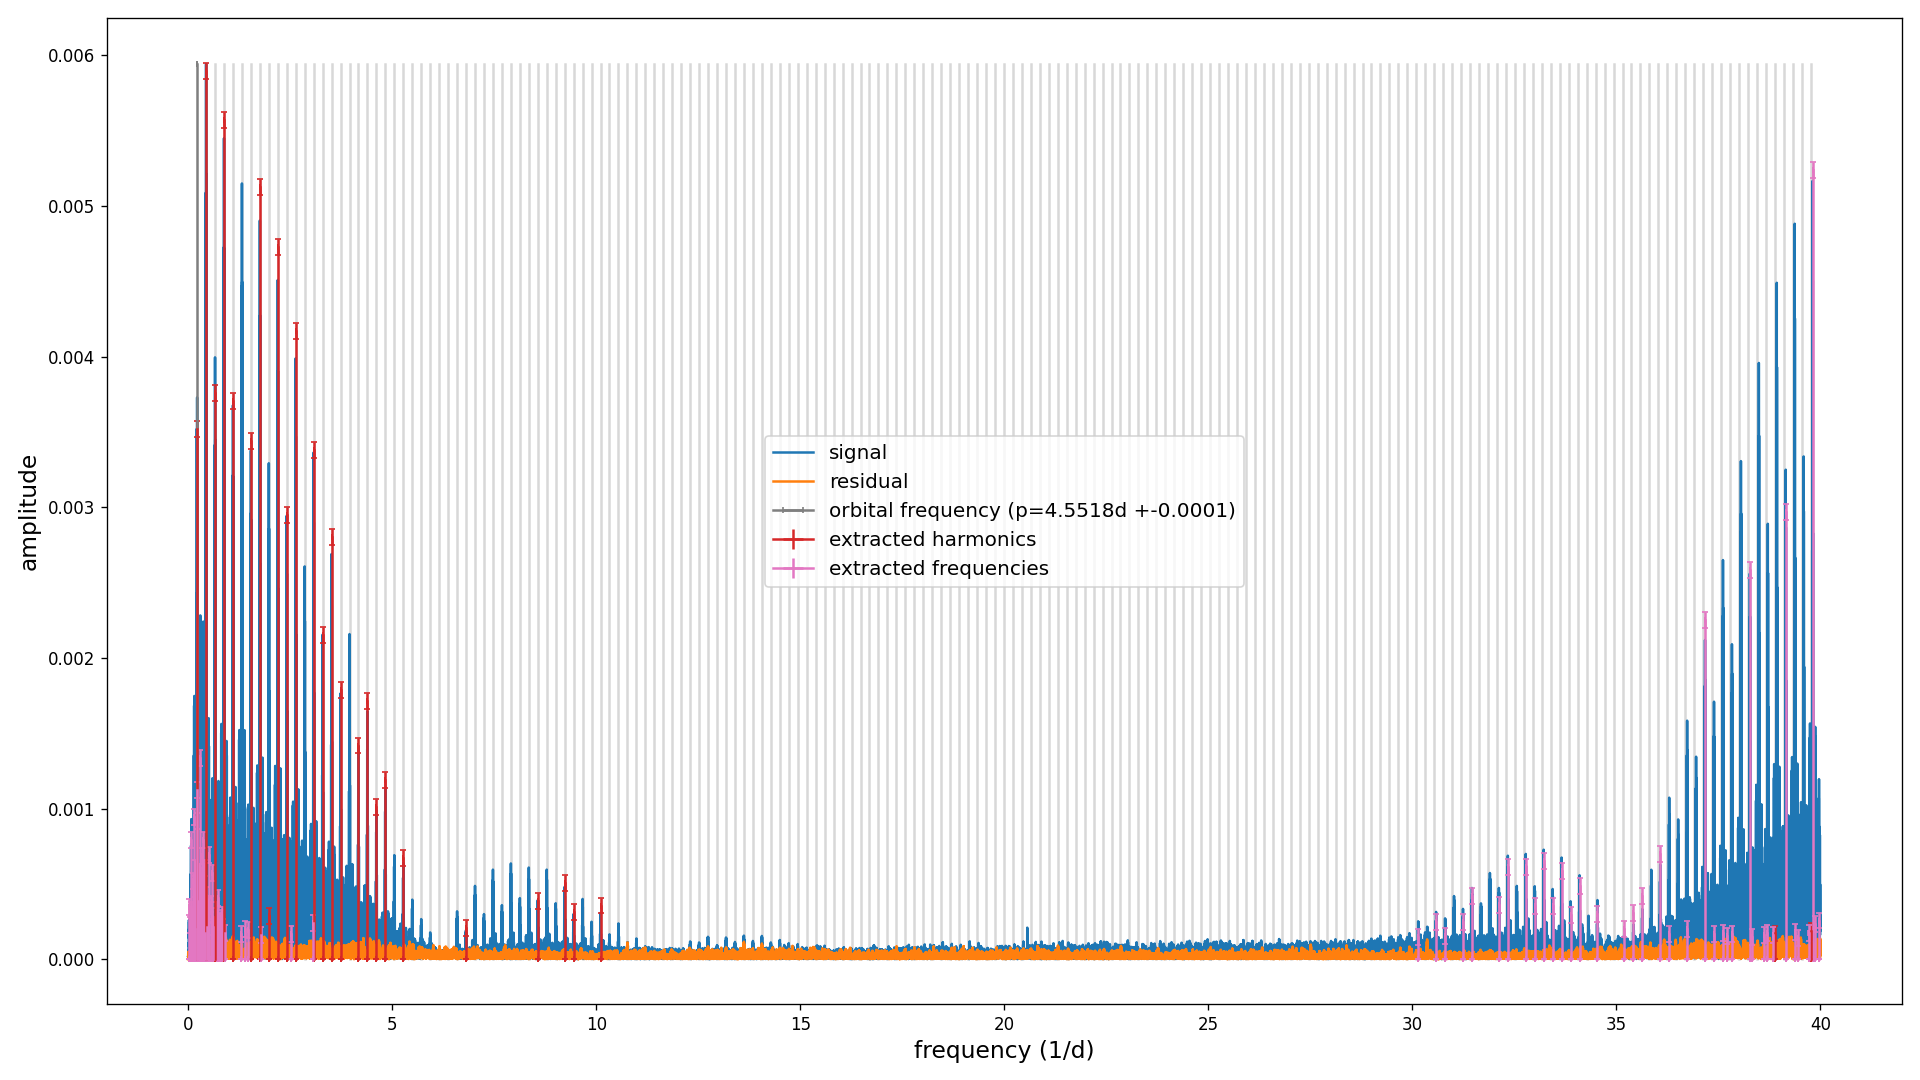 0.006
0.005
0.004
0.003
0.002
0.001
0.000
amplitude
signal
residual
orbital frequency (p=4.5518d +-0.0001)
extracted harmonics
extracted frequencies
0 5 10 15 20 25 30 35 40
frequency (1/d)